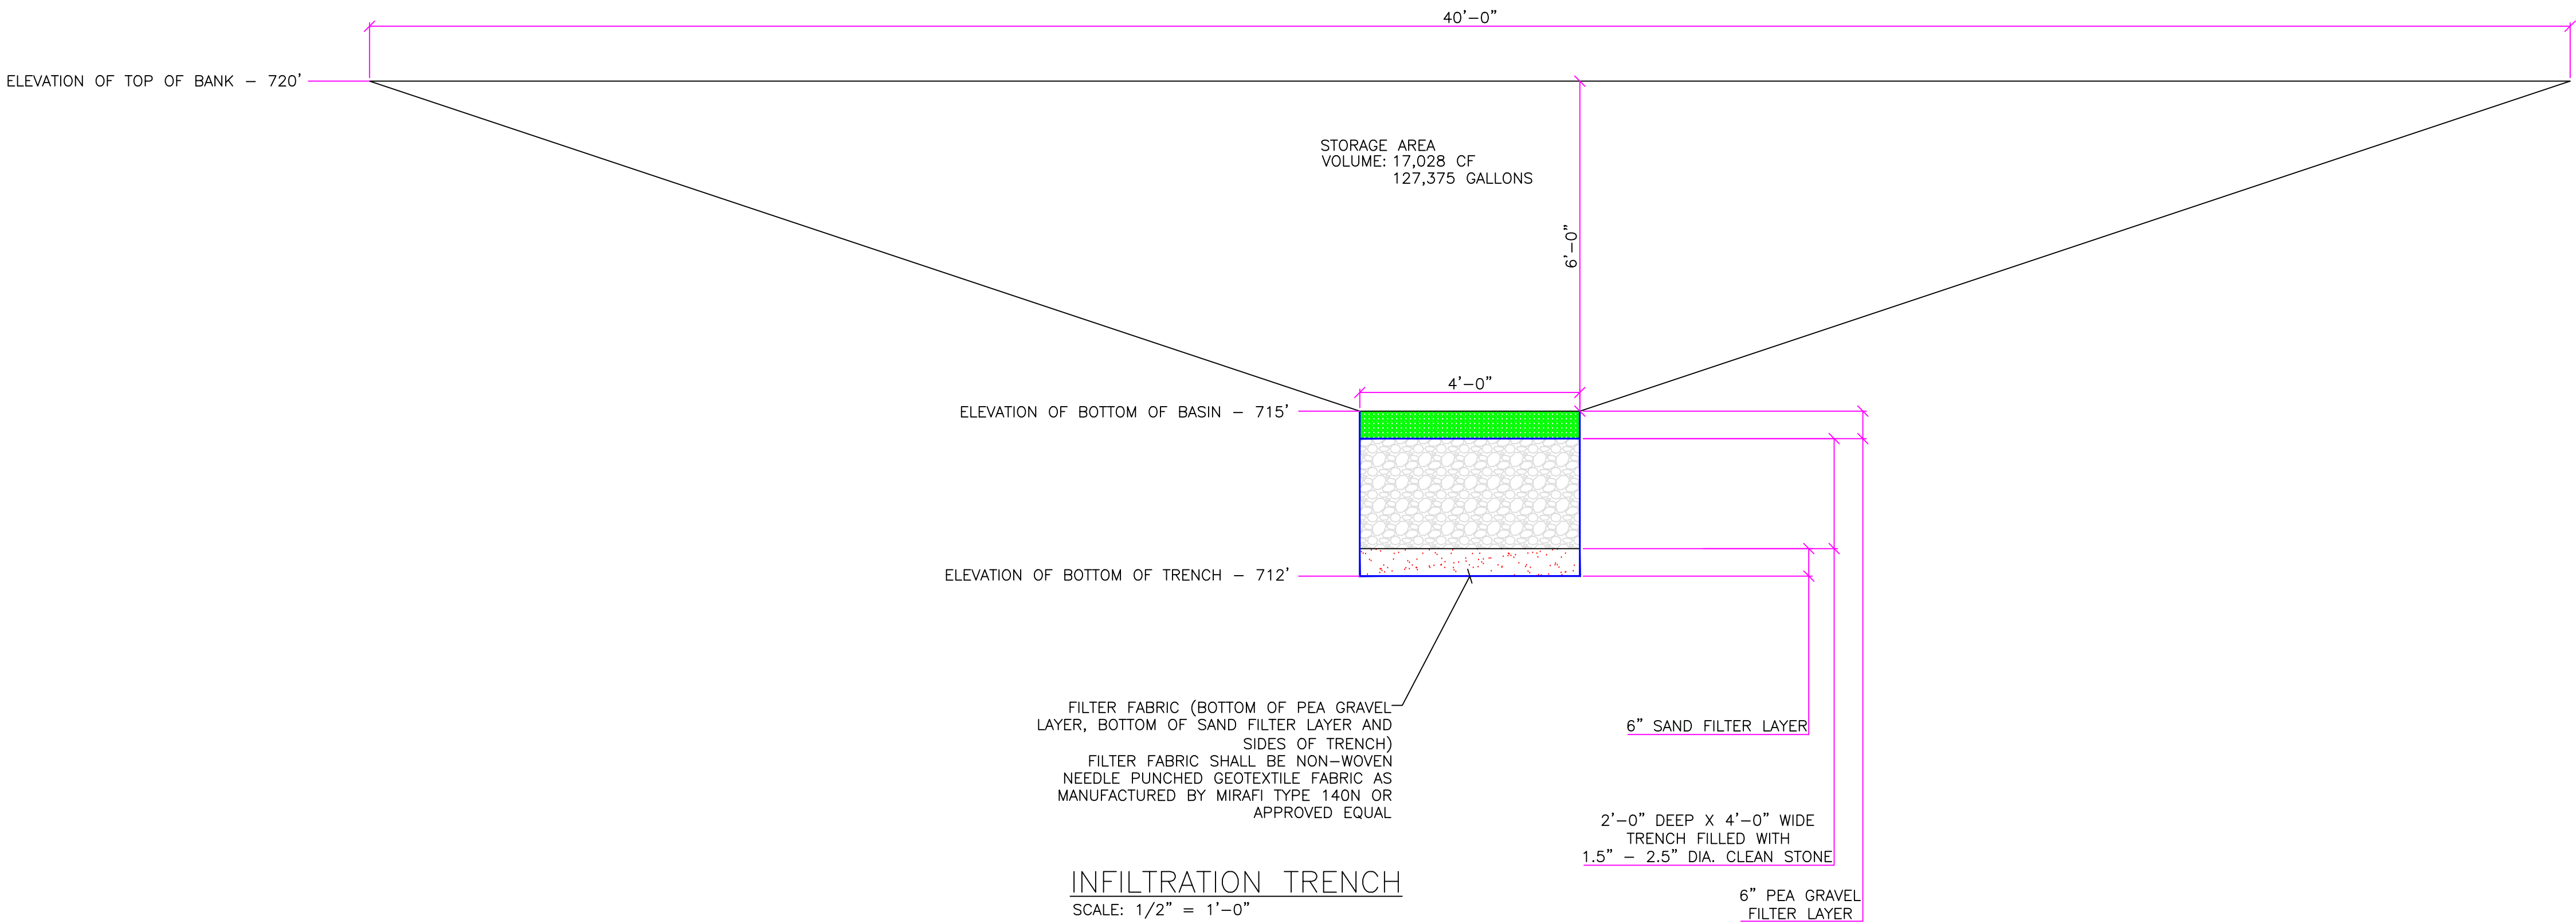 40'-0"
ELEVATION OF TOP OF BANK - 720'
STORAGE AREA
VOLUME: 17,028 CF
127,375 GALLONS
6'-0"
4'-0"
ELEVATION OF BOTTOM OF BASIN - 715'
ELEVATION OF BOTTOM OF TRENCH - 712'
FILTER FABRIC (BOTTOM OF PEA GRAVEL
LAYER, BOTTOM OF SAND FILTER LAYER AND
SIDES OF TRENCH)
FILTER FABRIC SHALL BE NON-WOVEN
NEEDLE PUNCHED GEOTEXTILE FABRIC AS
MANUFACTURED BY MIRAFI TYPE 140N OR
APPROVED EQUAL
6" SAND FILTER LAYER
2'-0" DEEP X 4'-0" WIDE
TRENCH FILLED WITH
1.5" - 2.5" DIA. CLEAN STONE
6" PEA GRAVEL
FILTER LAYER
INFILTRATION TRENCH
SCALE: 1/2" = 1'-0"